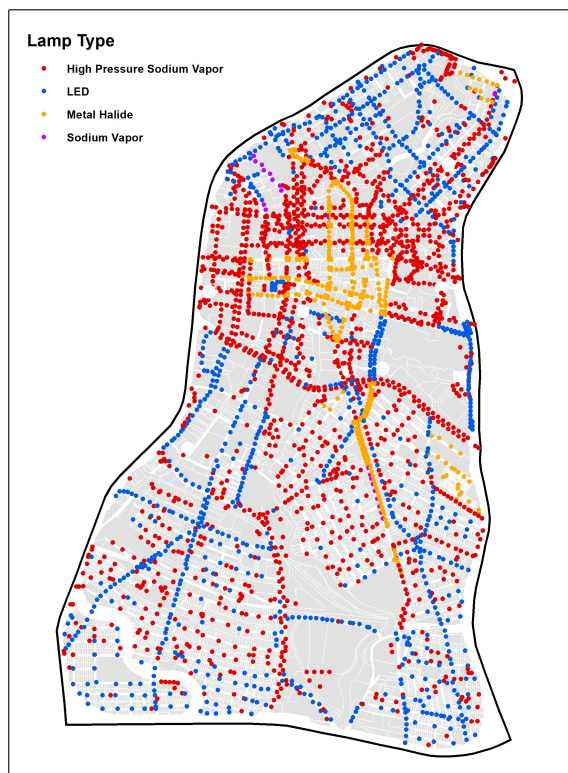 Lamp Type
High Pressure Sodium Vapor
LED
Metal Halide
Sodium Vapor